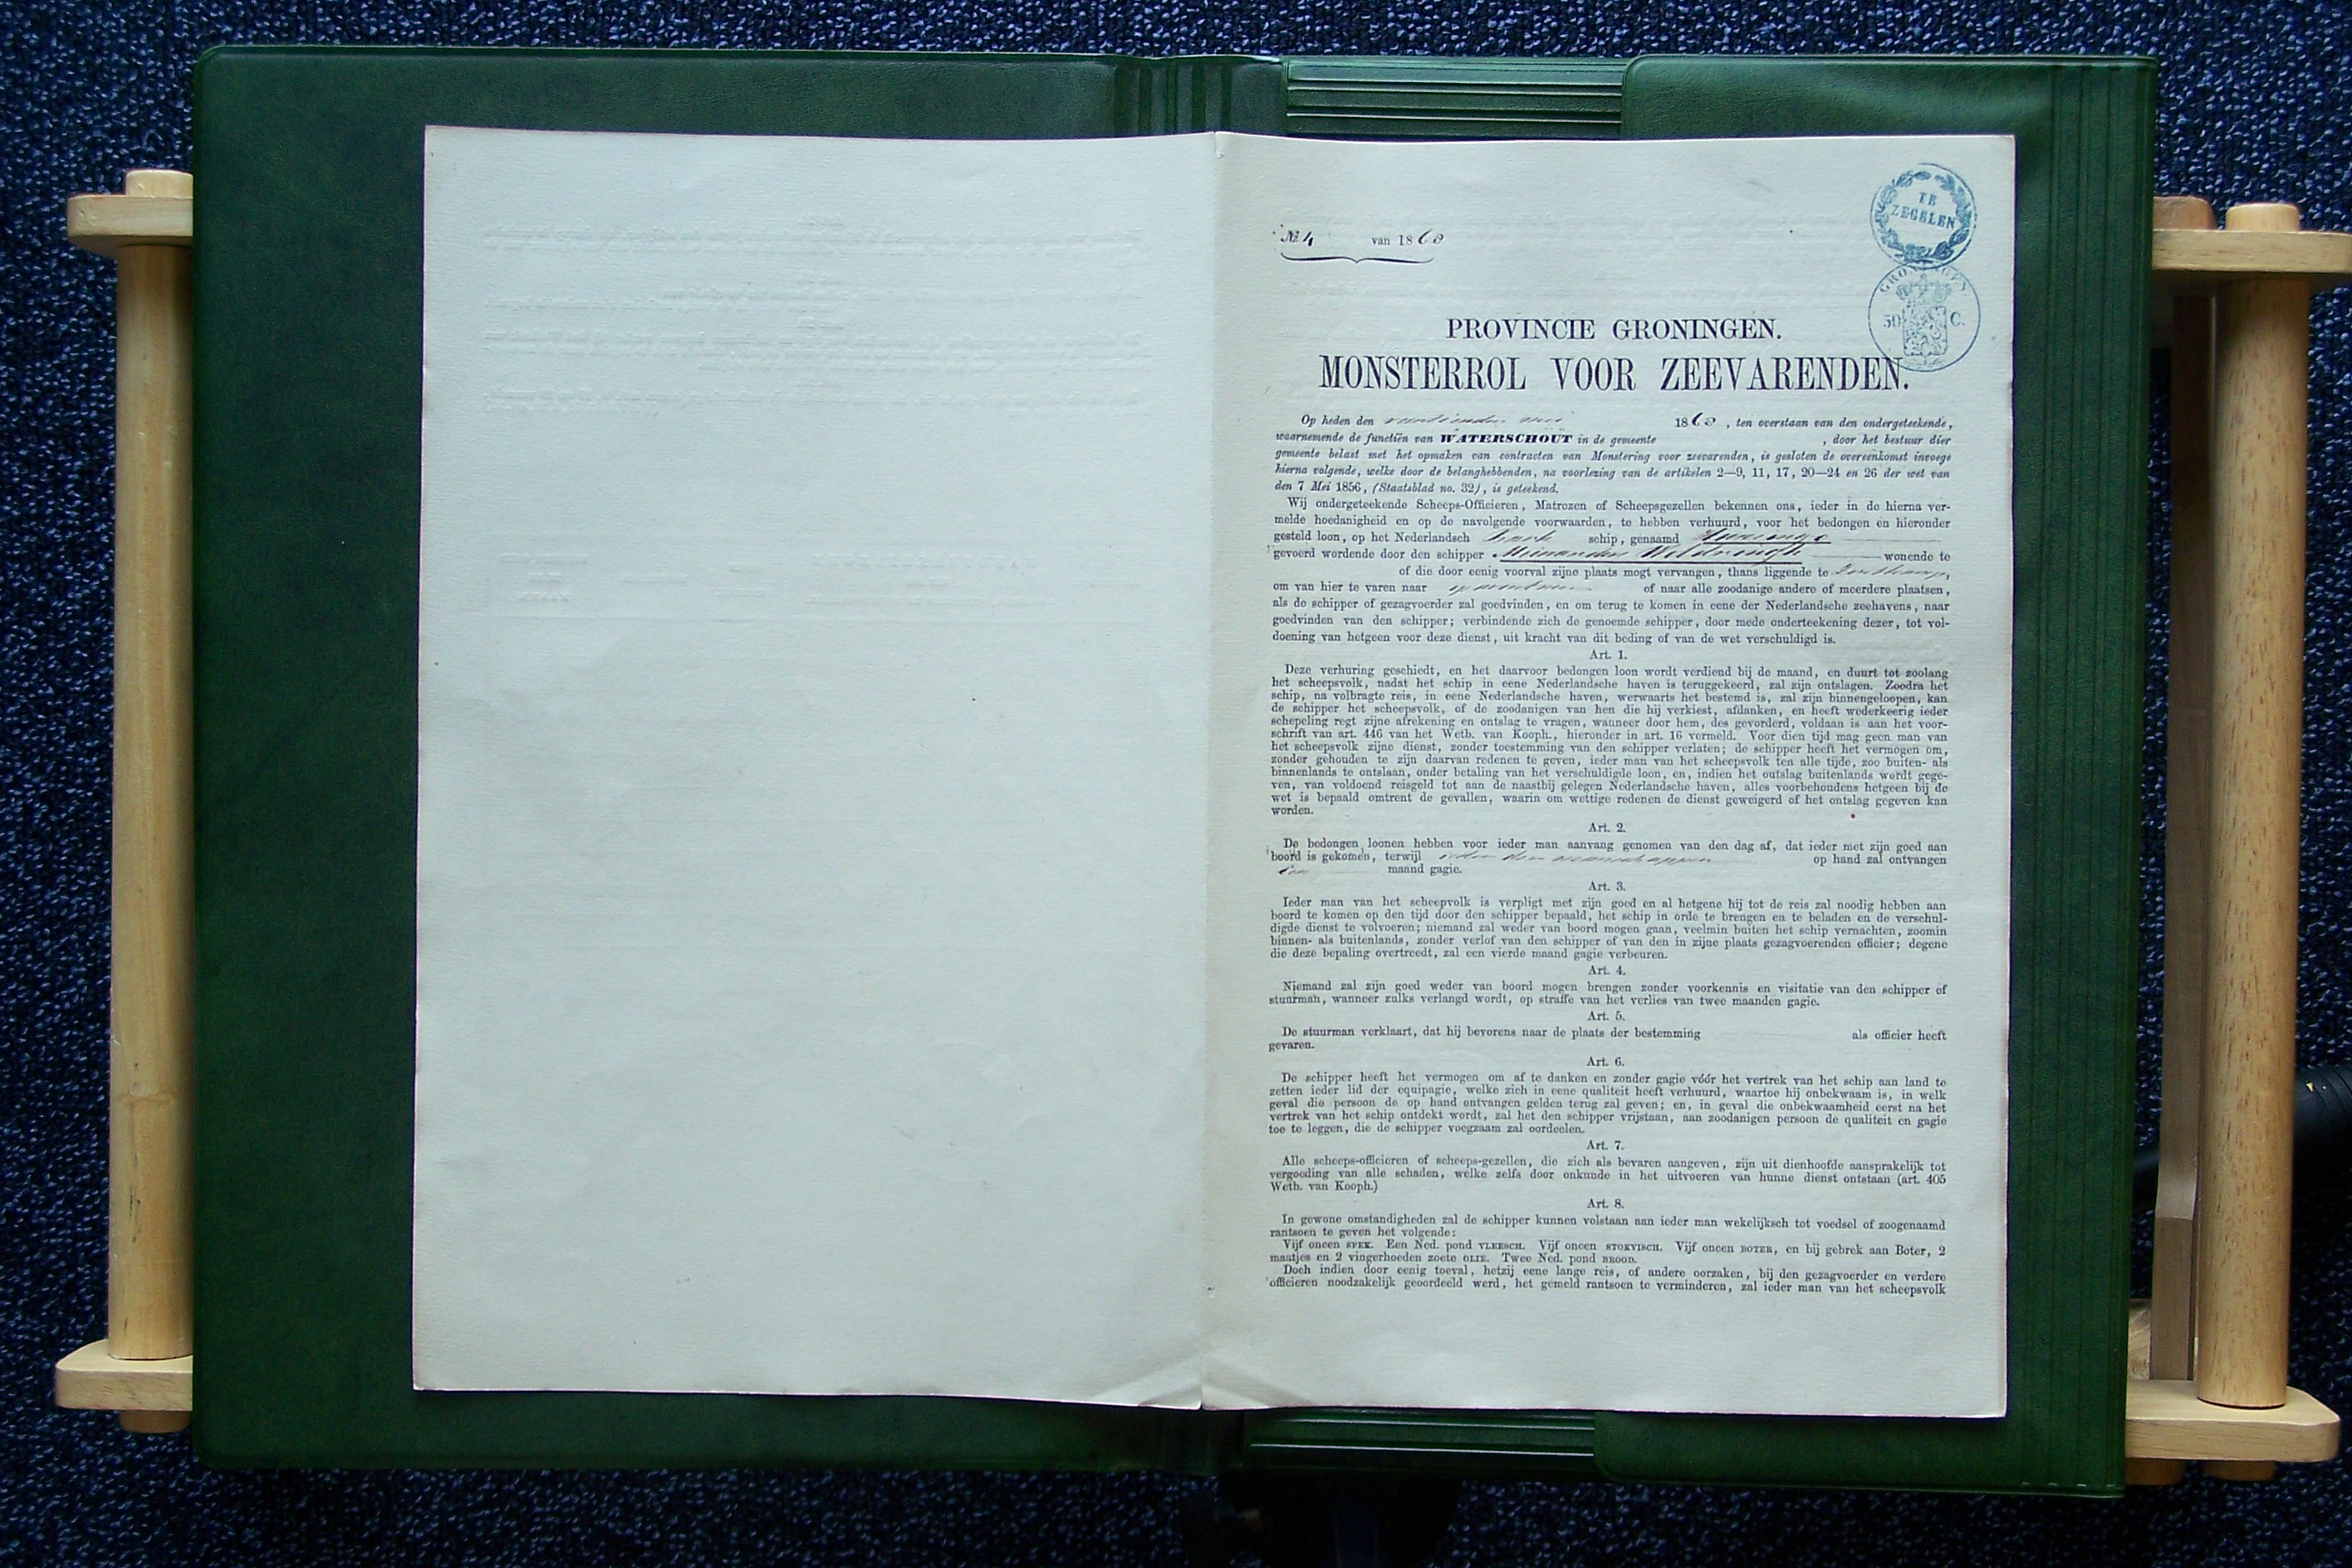 TE
ZEGELEN
GRONINGEN.
50 C.
№ 4 van 1860
PROVINCIE GRONINGEN.
MONSTERROL VOOR ZEEVARENDEN.
Op heden den 1860, ten overstaan van den ondergeteekende,
waarnemende de functiën van WATERSCHOUT in de gemeente , door het bestuur dier
gemeente belast met het opmaken van contracten van Monstering voor zeevarenden, is gesloten de overeenkomst invoege
hierna volgende, welke door de belanghebbenden, na voorlezing van de artikelen 2—9, 11, 17, 20—24 en 26 der wet van
den 7 Mei 1856, (Staatsblad no. 32), is geteekend.
Wij ondergeteekende Scheeps-Officieren, Matrozen of Scheepsgezellen bekennen ons, ieder in de hierna ver-
melde hoedanigheid en op de navolgende voorwaarden, te hebben verhuurd, voor het bedongen en hieronder
gesteld loon, op het Nederlandsch schip, genaamd
gevoerd wordende door den schipper wonende te
of die door eenig voorval zijne plaats mogt vervangen, thans liggende te
om van hier te varen naar of naar alle zoodanige andere of meerdere plaatsen,
als de schipper of gezagvoerder zal goedvinden, en om terug te komen in eene der Nederlandsche zeehavens, naar
goedvinden van den schipper; verbindende zich de genoemde schipper, door mede onderteekening dezer, tot vol-
doening van hetgeen voor deze dienst, uit kracht van dit beding of van de wet verschuldigd is.
Art. 1.
Deze verhuring geschiedt, en het daarvoor bedongen loon wordt verdiend bij de maand, en duurt tot zoolang
het scheepsvolk, nadat het schip in eene Nederlandsche haven is teruggekeerd, zal zijn ontslagen. Zoodra het
schip, na volbragte reis, in eene Nederlandsche haven, werwaarts het bestemd is, zal zijn binnengeloopen, kan
de schipper het scheepsvolk, of de zoodanigen van hen die hij verkiest, afdanken, en heeft wederkeerig ieder
schepeling regt zijne afrekening en ontslag te vragen, wanneer door hem, des gevorderd, voldaan is aan het voor-
schrift van art. 446 van het Wetb. van Kooph., hieronder in art. 16 vermeld. Voor dien tijd mag geen man van
het scheepsvolk zijne dienst, zonder toestemming van den schipper verlaten; de schipper heeft het vermogen om,
zonder gehouden te zijn daarvan redenen te geven, ieder man van het scheepsvolk ten alle tijde, zoo buiten- als
binnenlands te ontslaan, onder betaling van het verschuldigde loon, en, indien het ontslag buitenlands wordt gege-
ven, van voldoend reisgeld tot aan de naastbij gelegen Nederlandsche haven, alles voorbehoudens hetgeen bij de
wet is bepaald omtrent de gevallen, waarin om wettige redenen de dienst geweigerd of het ontslag gegeven kan
worden.
Art. 2.
De bedongen loonen hebben voor ieder man aanvang genomen van den dag af, dat ieder met zijn goed aan
boord is gekomen, terwijl op hand zal ontvangen
maand gagie.
Art. 3.
Ieder man van het scheepvolk is verpligt met zijn goed en al hetgene hij tot de reis zal noodig hebben aan
boord te komen op den tijd door den schipper bepaald, het schip in orde te brengen en te beladen en de verschul-
digde dienst te volvoeren; niemand zal weder van boord mogen gaan, veelmin buiten het schip vernachten, zoomin
binnen- als buitenlands, zonder verlof van den schipper of van den in zijne plaats gezagvoerenden officier; degene
die deze bepaling overtreedt, zal een vierde maand gagie verbeuren.
Art. 4.
Niemand zal zijn goed weder van boord mogen brengen zonder voorkennis en visitatie van den schipper of
stuurman, wanneer zulks verlangd wordt, op straffe van het verlies van twee maanden gagie.
Art. 5.
De stuurman verklaart, dat hij bevorens naar de plaats der bestemming als officier heeft
gevaren.
Art. 6.
De schipper heeft het vermogen om af te danken en zonder gagie vóór het vertrek van het schip aan land te
zetten ieder lid der equipagie, welke zich in eene qualiteit heeft verhuurd, waartoe hij onbekwaam is, in welk
geval die persoon de op hand ontvangen gelden terug zal geven; en, in geval die onbekwaamheid eerst na het
vertrek van het schip ontdekt wordt, zal het den schipper vrijstaan, aan zoodanigen persoon de qualiteit en gagie
toe te leggen, die de schipper voegzaam zal oordeelen.
Art. 7.
Alle scheeps-officieren of scheeps-gezellen, die zich als bevaren aangeven, zijn uit dienhoofde aansprakelijk tot
vergoeding van alle schaden, welke zelfs door onkunde in het uitvoeren van hunne dienst ontstaan (art. 405
Wetb. van Kooph.)
Art. 8.
In gewone omstandigheden zal de schipper kunnen volstaan aan ieder man wekelijksch tot voedsel of zoogenaamd
rantsoen te geven het volgende:
Vijf oncen SPEK. Een Ned. pond VLEESCH. Vijf oncen STOKVISCH. Vijf oncen BOTER, en bij gebrek aan Boter, 2
maatjes en 2 vingerhoeden zoete OLIE. Twee Ned. pond BROOD.
Doch indien door eenig toeval, hetzij eene lange reis, of andere oorzaken, bij den gezagvoerder en verdere
officieren noodzakelijk geoordeeld werd, het gemeld rantsoen te verminderen, zal ieder man van het scheepsvolk